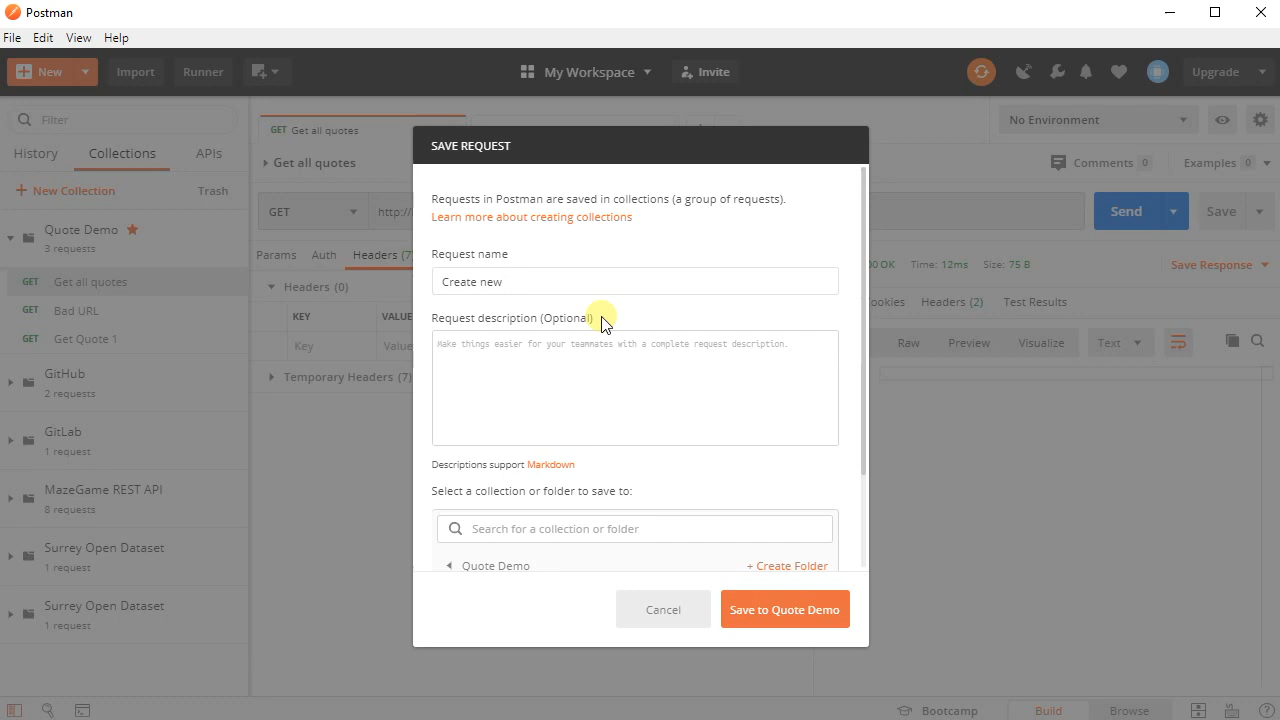 Postman
File Edit View Help
New Import Runner My Workspace Invite Upgrade
Filter
History Collections APIs
New Collection Trash
Quote Demo
3 requests
GET Get all quotes
GET Bad URL
GET Get Quote 1
GitHub
2 requests
GitLab
1 request
MazeGame REST API
8 requests
Surrey Open Dataset
1 request
Surrey Open Dataset
1 request
GET Get all quotes
No Environment
Get all quotes
Comments 0 Examples 0
GET
Send Save
Params Auth Headers
Time: 12ms Size: 75 B Save Response
Headers (0)
Headers (2) Test Results
KEY VALUE
Key Value
Raw Preview Visualize Text
Temporary Headers (7)
SAVE REQUEST
Requests in Postman are saved in collections (a group of requests).
Learn more about creating collections
Request name
Create new
Request description (Optional)
Make things easier for your teammates with a complete request description.
Descriptions support Markdown
Select a collection or folder to save to:
Search for a collection or folder
Quote Demo + Create Folder
Cancel Save to Quote Demo
Bootcamp Build Browse